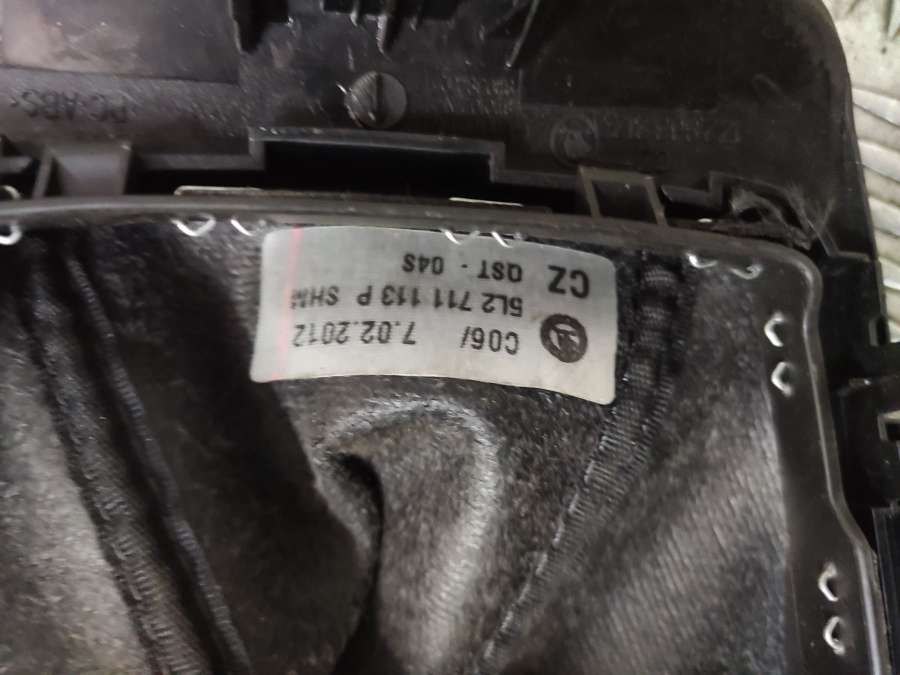 C06/ 7.02.2012
5L2 711 113 P SHM
CZ QST - 04S
>PC-ABS<